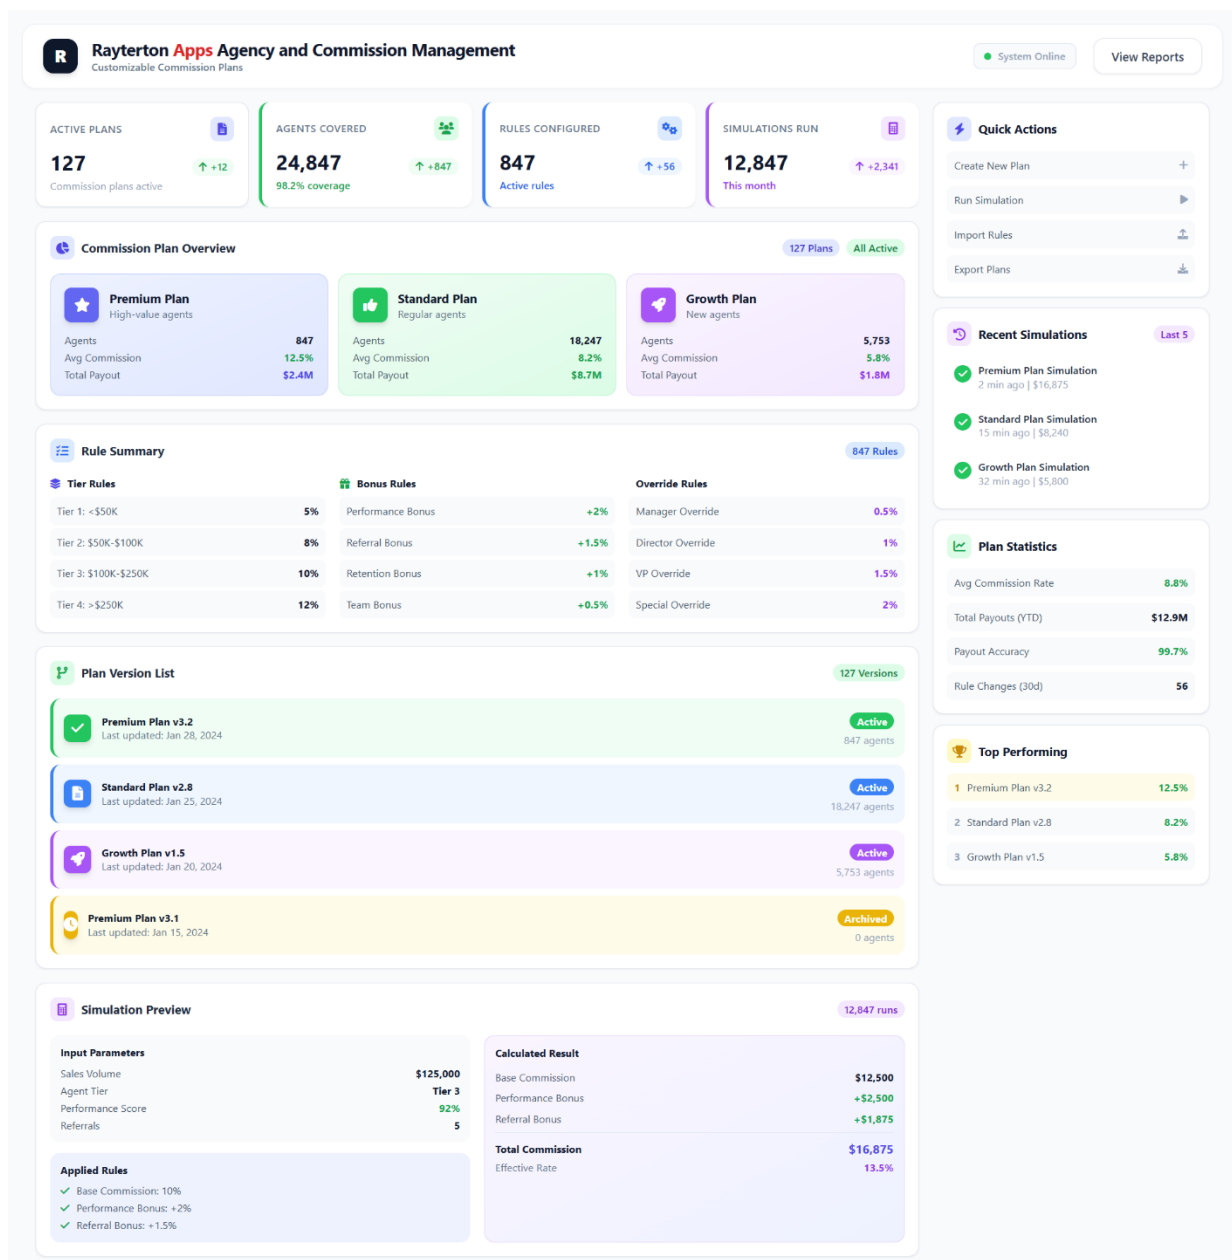 R
Rayterton Apps Agency and Commission Management
Customizable Commission Plans
System Online
View Reports
ACTIVE PLANS
127
+12
Commission plans active
AGENTS COVERED
24,847
+847
98.2% coverage
RULES CONFIGURED
847
+56
Active rules
SIMULATIONS RUN
12,847
+2,341
This month
Commission Plan Overview
127 Plans
All Active
Premium Plan
High-value agents
Agents 847
Avg Commission 12.5%
Total Payout $2.4M
Standard Plan
Regular agents
Agents 18,247
Avg Commission 8.2%
Total Payout $8.7M
Growth Plan
New agents
Agents 5,753
Avg Commission 5.8%
Total Payout $1.8M
Rule Summary
847 Rules
Tier Rules
Tier 1: <$50K 5%
Tier 2: $50K-$100K 8%
Tier 3: $100K-$250K 10%
Tier 4: >$250K 12%
Bonus Rules
Performance Bonus +2%
Referral Bonus +1.5%
Retention Bonus +1%
Team Bonus +0.5%
Override Rules
Manager Override 0.5%
Director Override 1%
VP Override 1.5%
Special Override 2%
Plan Version List
127 Versions
Premium Plan v3.2
Last updated: Jan 28, 2024
Active
847 agents
Standard Plan v2.8
Last updated: Jan 25, 2024
Active
18,247 agents
Growth Plan v1.5
Last updated: Jan 20, 2024
Active
5,753 agents
Premium Plan v3.1
Last updated: Jan 15, 2024
Archived
0 agents
Simulation Preview
12,847 runs
Input Parameters
Sales Volume $125,000
Agent Tier Tier 3
Performance Score 92%
Referrals 5
Applied Rules
Base Commission: 10%
Performance Bonus: +2%
Referral Bonus: +1.5%
Calculated Result
Base Commission $12,500
Performance Bonus +$2,500
Referral Bonus +$1,875
Total Commission $16,875
Effective Rate 13.5%
Quick Actions
Create New Plan
Run Simulation
Import Rules
Export Plans
Recent Simulations
Last 5
Premium Plan Simulation
2 min ago | $16,875
Standard Plan Simulation
15 min ago | $8,240
Growth Plan Simulation
32 min ago | $5,800
Plan Statistics
Avg Commission Rate 8.8%
Total Payouts (YTD) $12.9M
Payout Accuracy 99.7%
Rule Changes (30d) 56
Top Performing
1 Premium Plan v3.2 12.5%
2 Standard Plan v2.8 8.2%
3 Growth Plan v1.5 5.8%